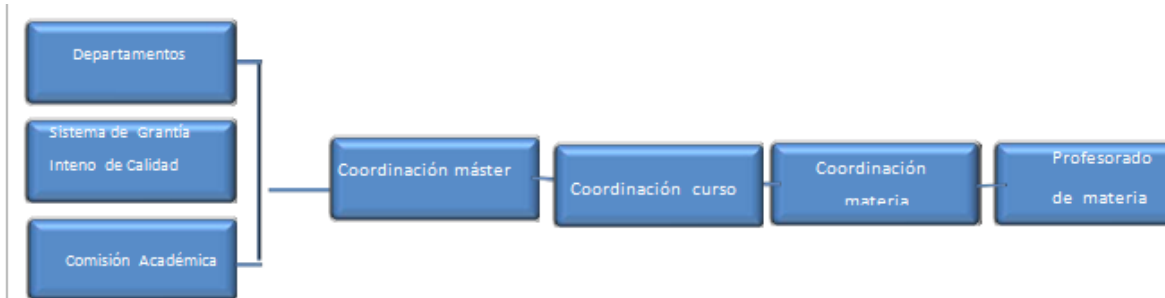 Departamentos
Sistema de Grantía
Inteno de Calidad
Comisión Académica
Coordinación máster
Coordinación curso
Coordinación
materia
Profesorado
de materia